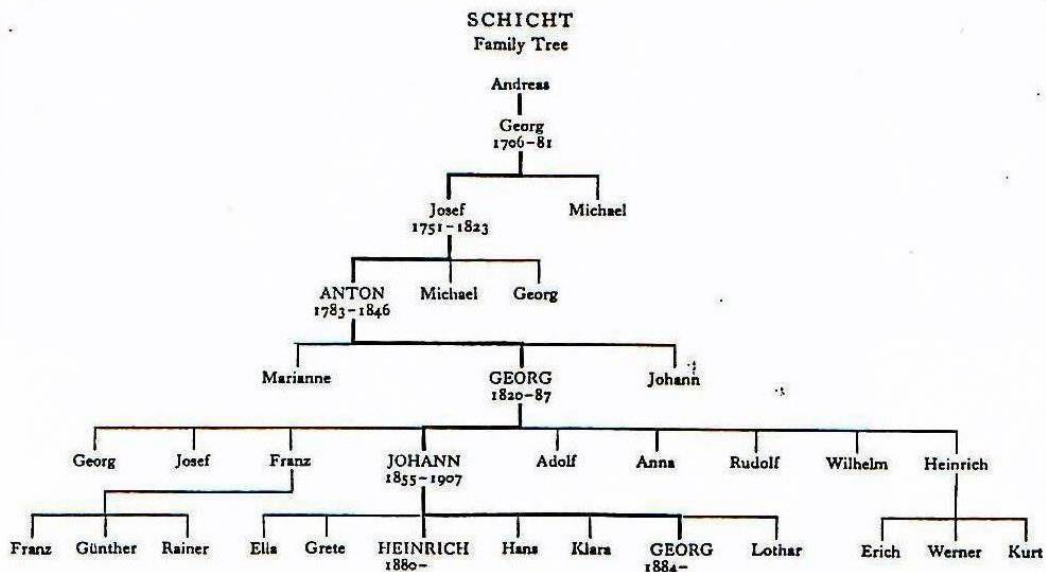 SCHICHT
Family Tree
Andreas
Georg
1706-81
Josef Michael
1751-1823
ANTON Michael Georg
1783-1846
Marianne GEORG Johann
1820-87
Georg Josef Franz JOHANN Adolf Anna Rudolf Wilhelm Heinrich
1855-1907
Franz Günther Rainer Ella Grete HEINRICH Hans Klara GEORG Lothar Erich Werner Kurt
1880- 1884-